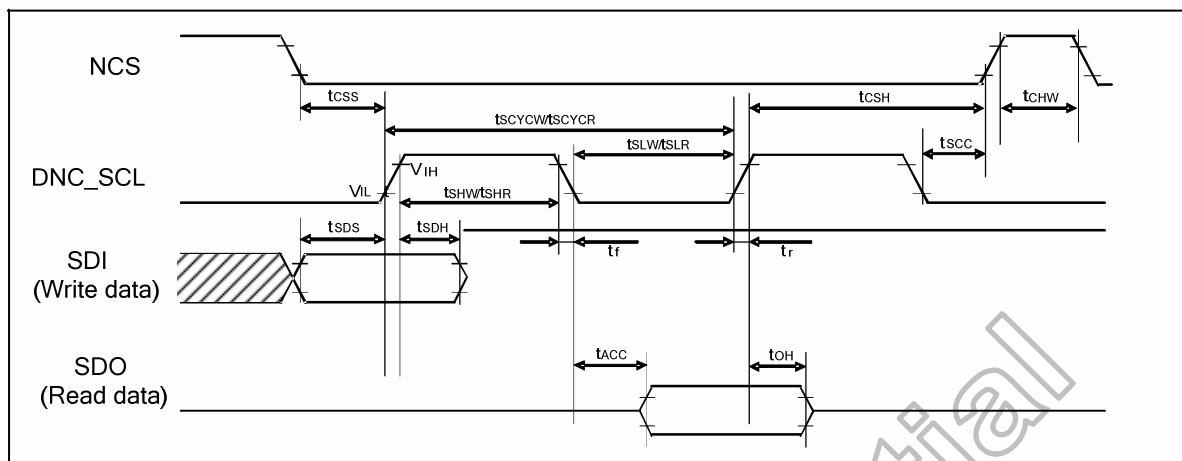 NCS
tCSS
tCSH
tCHW
tSCYCW/tSCYCR
tSLW/tSLR
tSCC
DNC_SCL
VIH
VIL
tSHW/tSHR
tSDS
tSDH
tf
tr
SDI
(Write data)
tACC
tOH
SDO
(Read data)